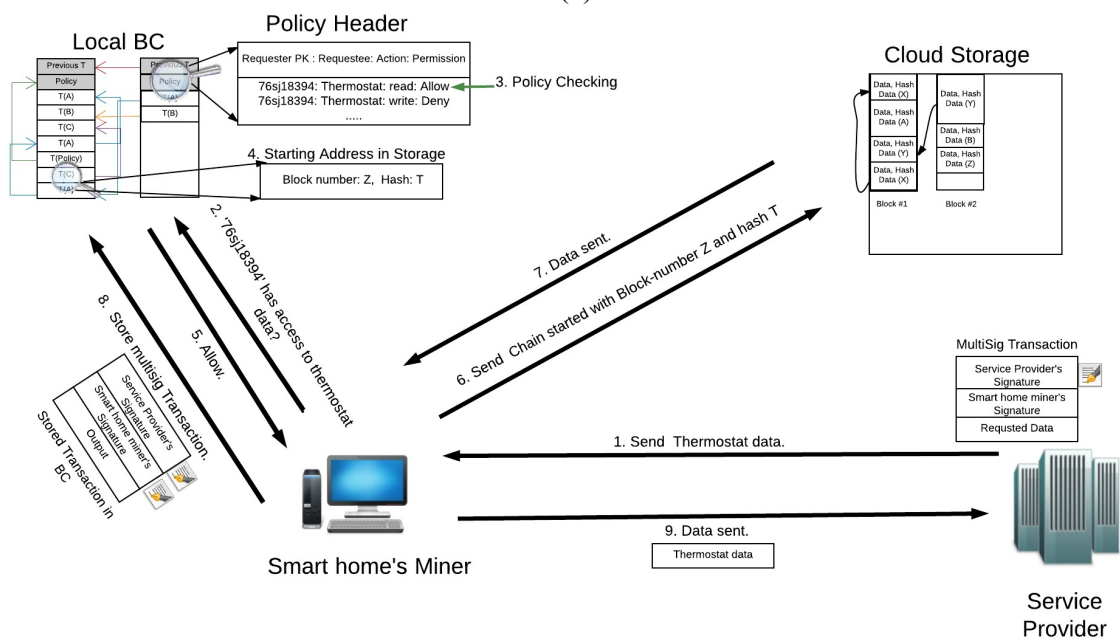 Policy Header
Local BC
Cloud Storage
Previous T
Policy
T(A)
T(B)
T(C)
T(A)
T(Policy)
T(C)
T(A)
Previous T
Policy
T(A)
T(B)
Requester PK : Requestee: Action: Permission
76sj18394: Thermostat: read: Allow
76sj18394: Thermostat: write: Deny
.....
3. Policy Checking
4. Starting Address in Storage
Block number: Z, Hash: T
Data, Hash
Data (X)
Data, Hash
Data (A)
Data, Hash
Data (Y)
Data, Hash
Data (X)
Block #1
Data, Hash
Data (Y)
Data, Hash
Data (B)
Data, Hash
Data (Z)
Block #2
2. '76sj18394' has access to thermostat
data?
5. Allow.
8. Store multisig Transaction.
Service Provider's
Signature
Smart home miner's
Signature
Output
Stored Transaction in
BC
7. Data sent.
6. Send Chain started with Block-number Z and hash T
MultiSig Transaction
Service Provider's
Signature
Smart home miner's
Signature
Requsted Data
1. Send Thermostat data.
9. Data sent.
Thermostat data
Smart home's Miner
Service
Provider